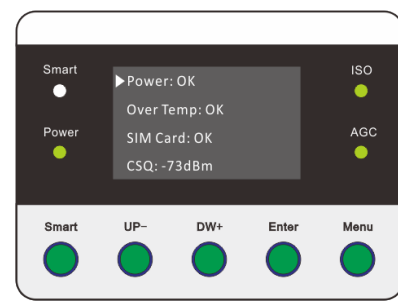 Smart
ISO
Power: OK
Over Temp: OK
Power
AGC
SIM Card: OK
CSQ: -73dBm
Smart
UP-
DW+
Enter
Menu